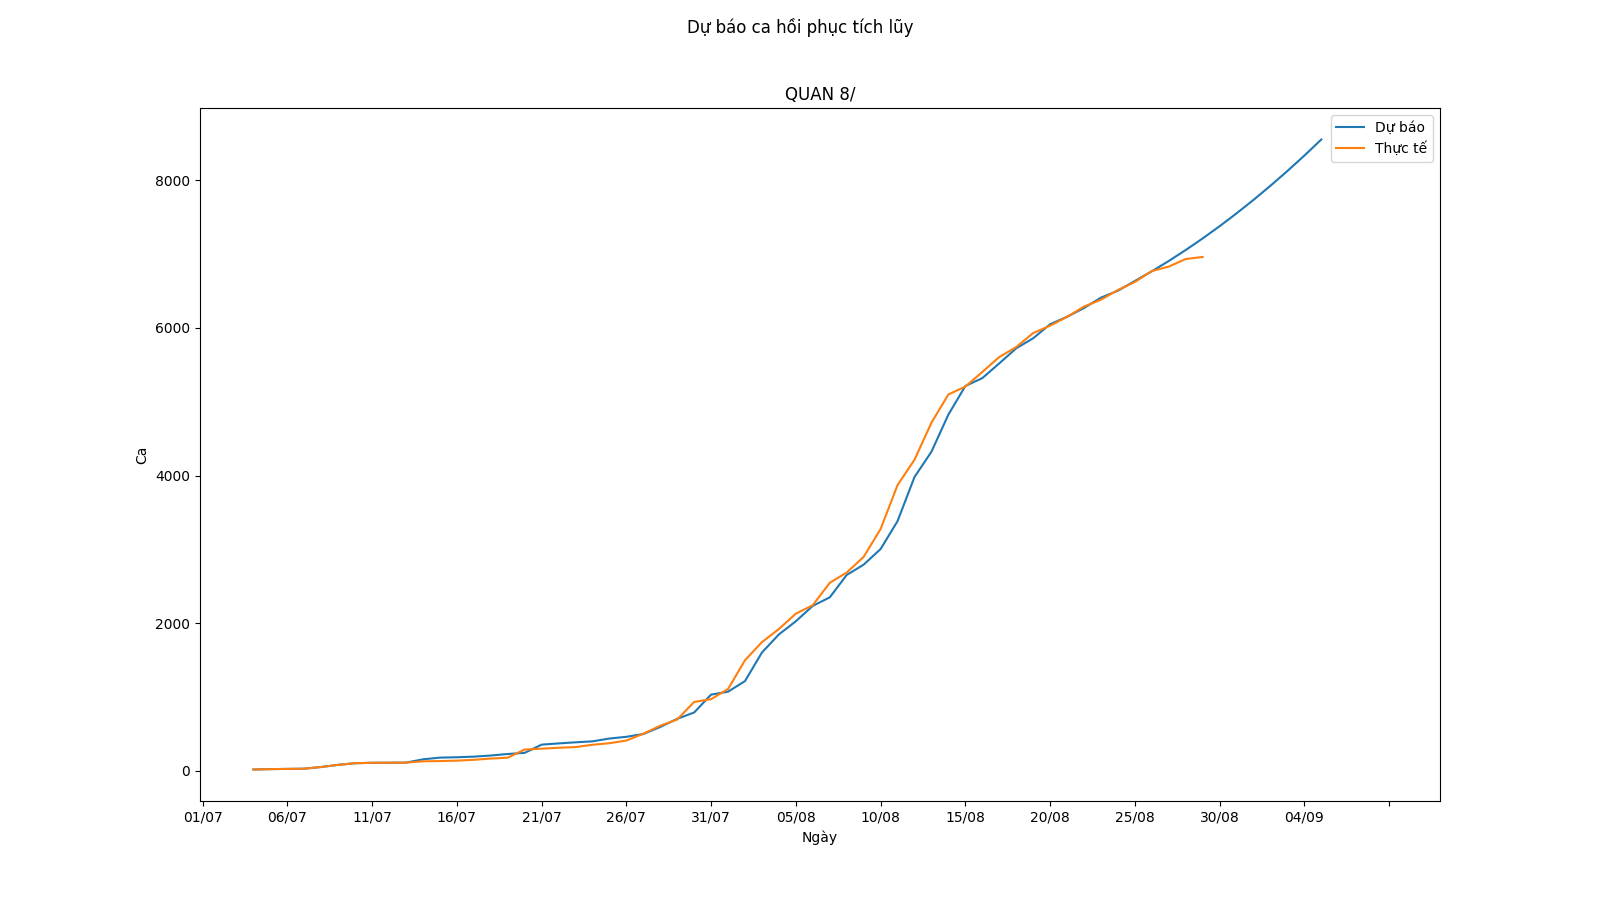 Dự báo ca hồi phục tích lũy
QUAN 8/
Dự báo
Thực tế
8000
6000
4000
2000
0
Ca
01/07 06/07 11/07 16/07 21/07 26/07 31/07 05/08 10/08 15/08 20/08 25/08 30/08 04/09
Ngày